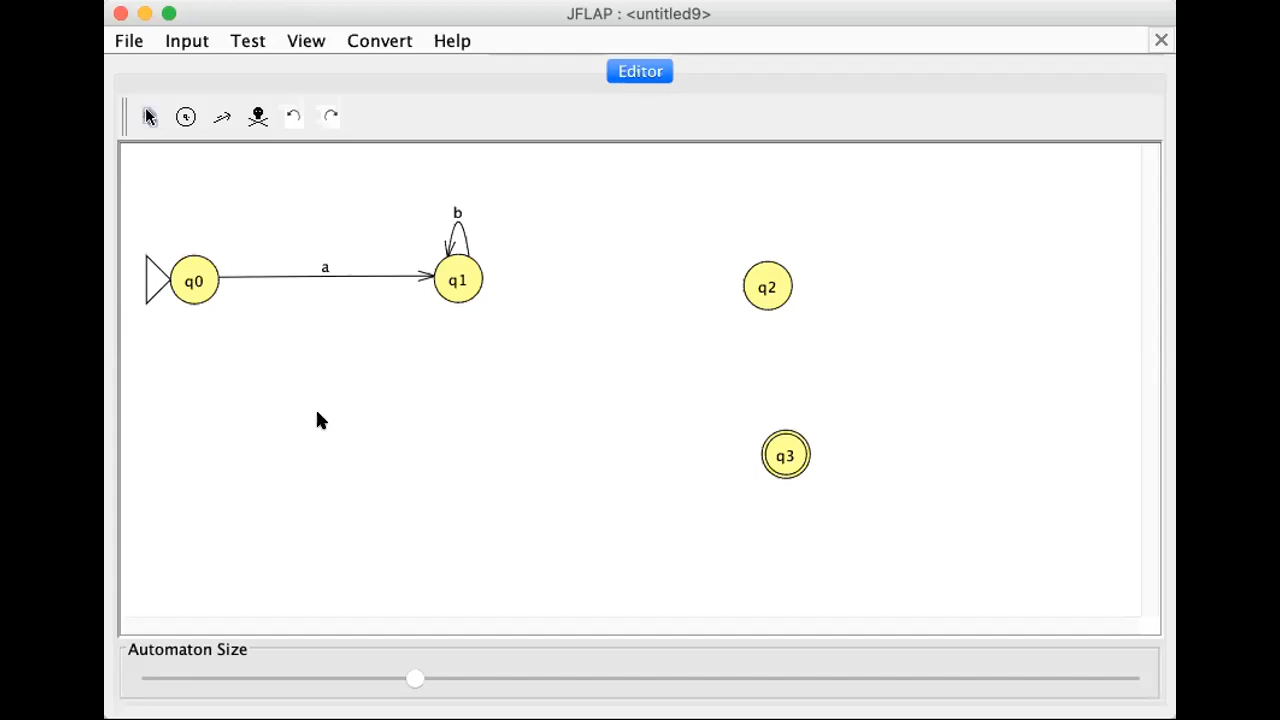 JFLAP : <untitled9>
File Input Test View Convert Help
Editor
b
a
q0 q1 q2
q3
Automaton Size